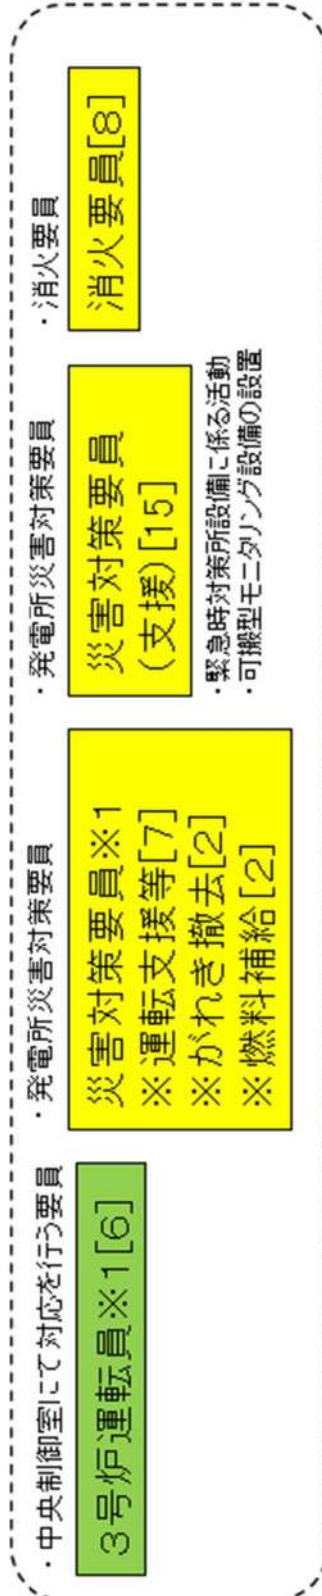 ・中央制御室にて対応を行う要員
3号炉運転員※1[6]
・発電所災害対策要員
災害対策要員※1
※運転支援等[7]
※がれき撤去[2]
※燃料補給[2]
・発電所災害対策要員
災害対策要員
(支援)[15]
・緊急時対策所設備に係る活動
・可搬型モニタリング設備の設置
・消火要員
消火要員[8]